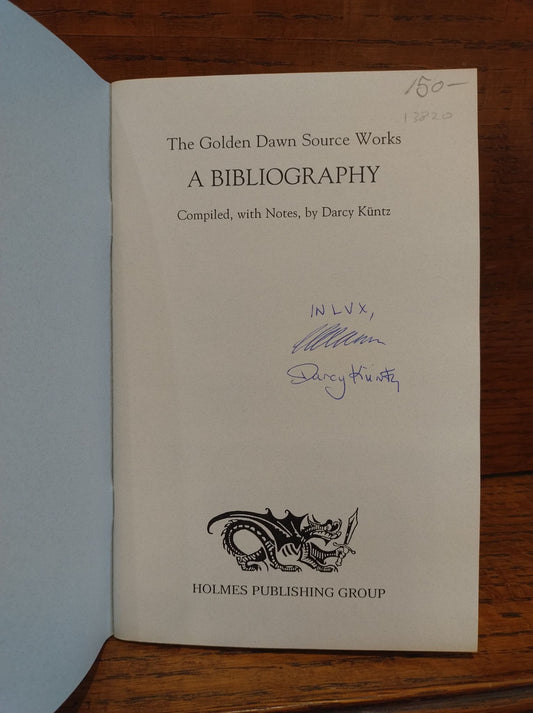 150-
13820
The Golden Dawn Source Works
A BIBLIOGRAPHY
Compiled, with Notes, by Darcy Küntz
IN LVX,
Darcy Küntz
HOLMES PUBLISHING GROUP